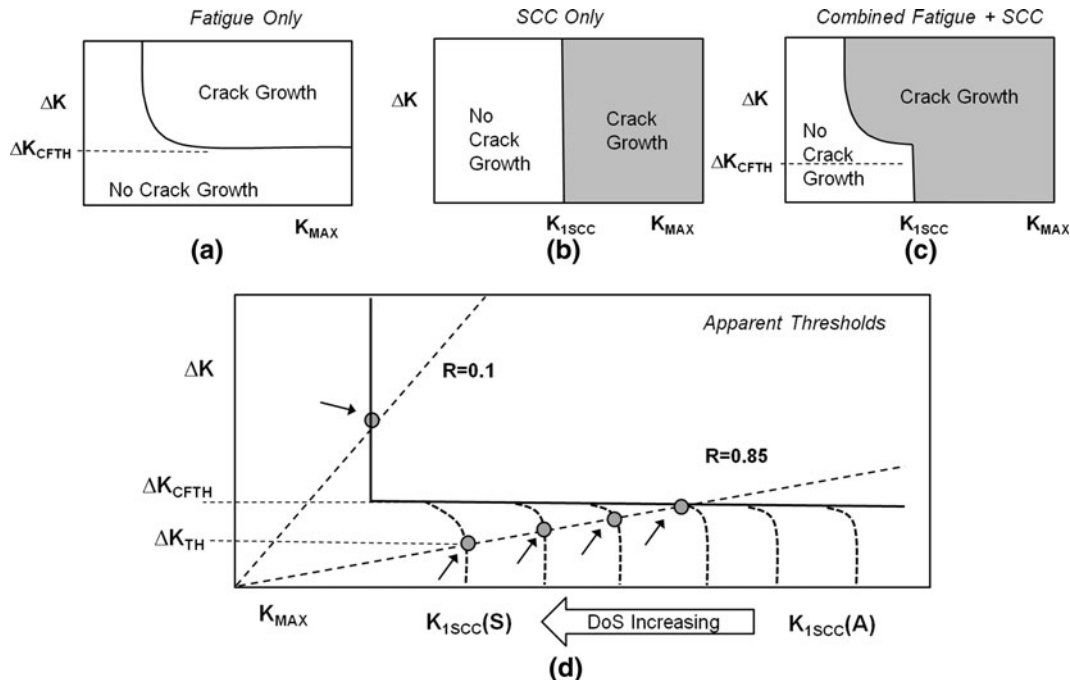 Fatigue Only
ΔK
Crack Growth
ΔK_CFTH
No Crack Growth
K_MAX
(a)
SCC Only
ΔK
No
Crack
Growth
Crack
Growth
K_1SCC
K_MAX
(b)
Combined Fatigue + SCC
ΔK
Crack Growth
No
Crack
Growth
ΔK_CFTH
K_1SCC
K_MAX
(c)
Apparent Thresholds
ΔK
R=0.1
R=0.85
ΔK_CFTH
ΔK_TH
K_MAX
K_1SCC(S)
DoS Increasing
K_1SCC(A)
(d)